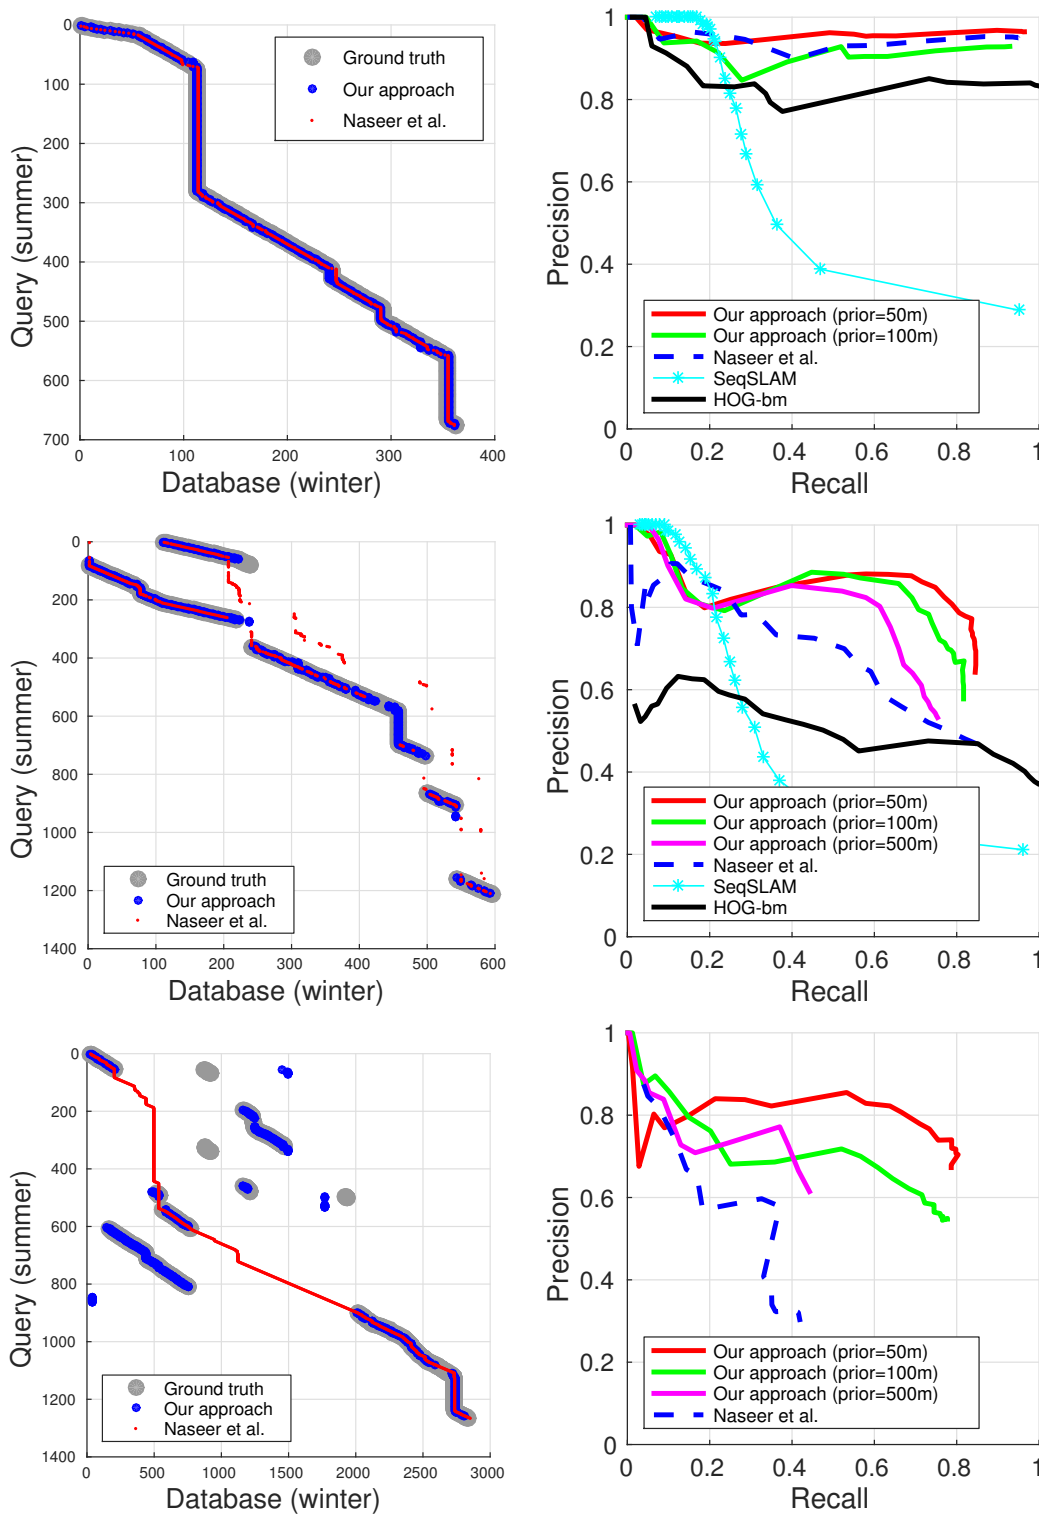 0
100
200
300
400
500
600
700
0
100
200
300
400
Query (summer)
Database (winter)
Ground truth
Our approach
Naseer et al.
1
0.8
0.6
0.4
0.2
0
0
0.2
0.4
0.6
0.8
1
Precision
Recall
Our approach (prior=50m)
Our approach (prior=100m)
Naseer et al.
SeqSLAM
HOG-bm
0
200
400
600
800
1000
1200
1400
0
100
200
300
400
500
600
Query (summer)
Database (winter)
Ground truth
Our approach
Naseer et al.
1
0.8
0.6
0.4
0.2
0
0
0.2
0.4
0.6
0.8
1
Precision
Recall
Our approach (prior=50m)
Our approach (prior=100m)
Our approach (prior=500m)
Naseer et al.
SeqSLAM
HOG-bm
0
200
400
600
800
1000
1200
1400
0
500
1000
1500
2000
2500
3000
Query (summer)
Database (winter)
Ground truth
Our approach
Naseer et al.
1
0.8
0.6
0.4
0.2
0
0
0.2
0.4
0.6
0.8
1
Precision
Recall
Our approach (prior=50m)
Our approach (prior=100m)
Our approach (prior=500m)
Naseer et al.